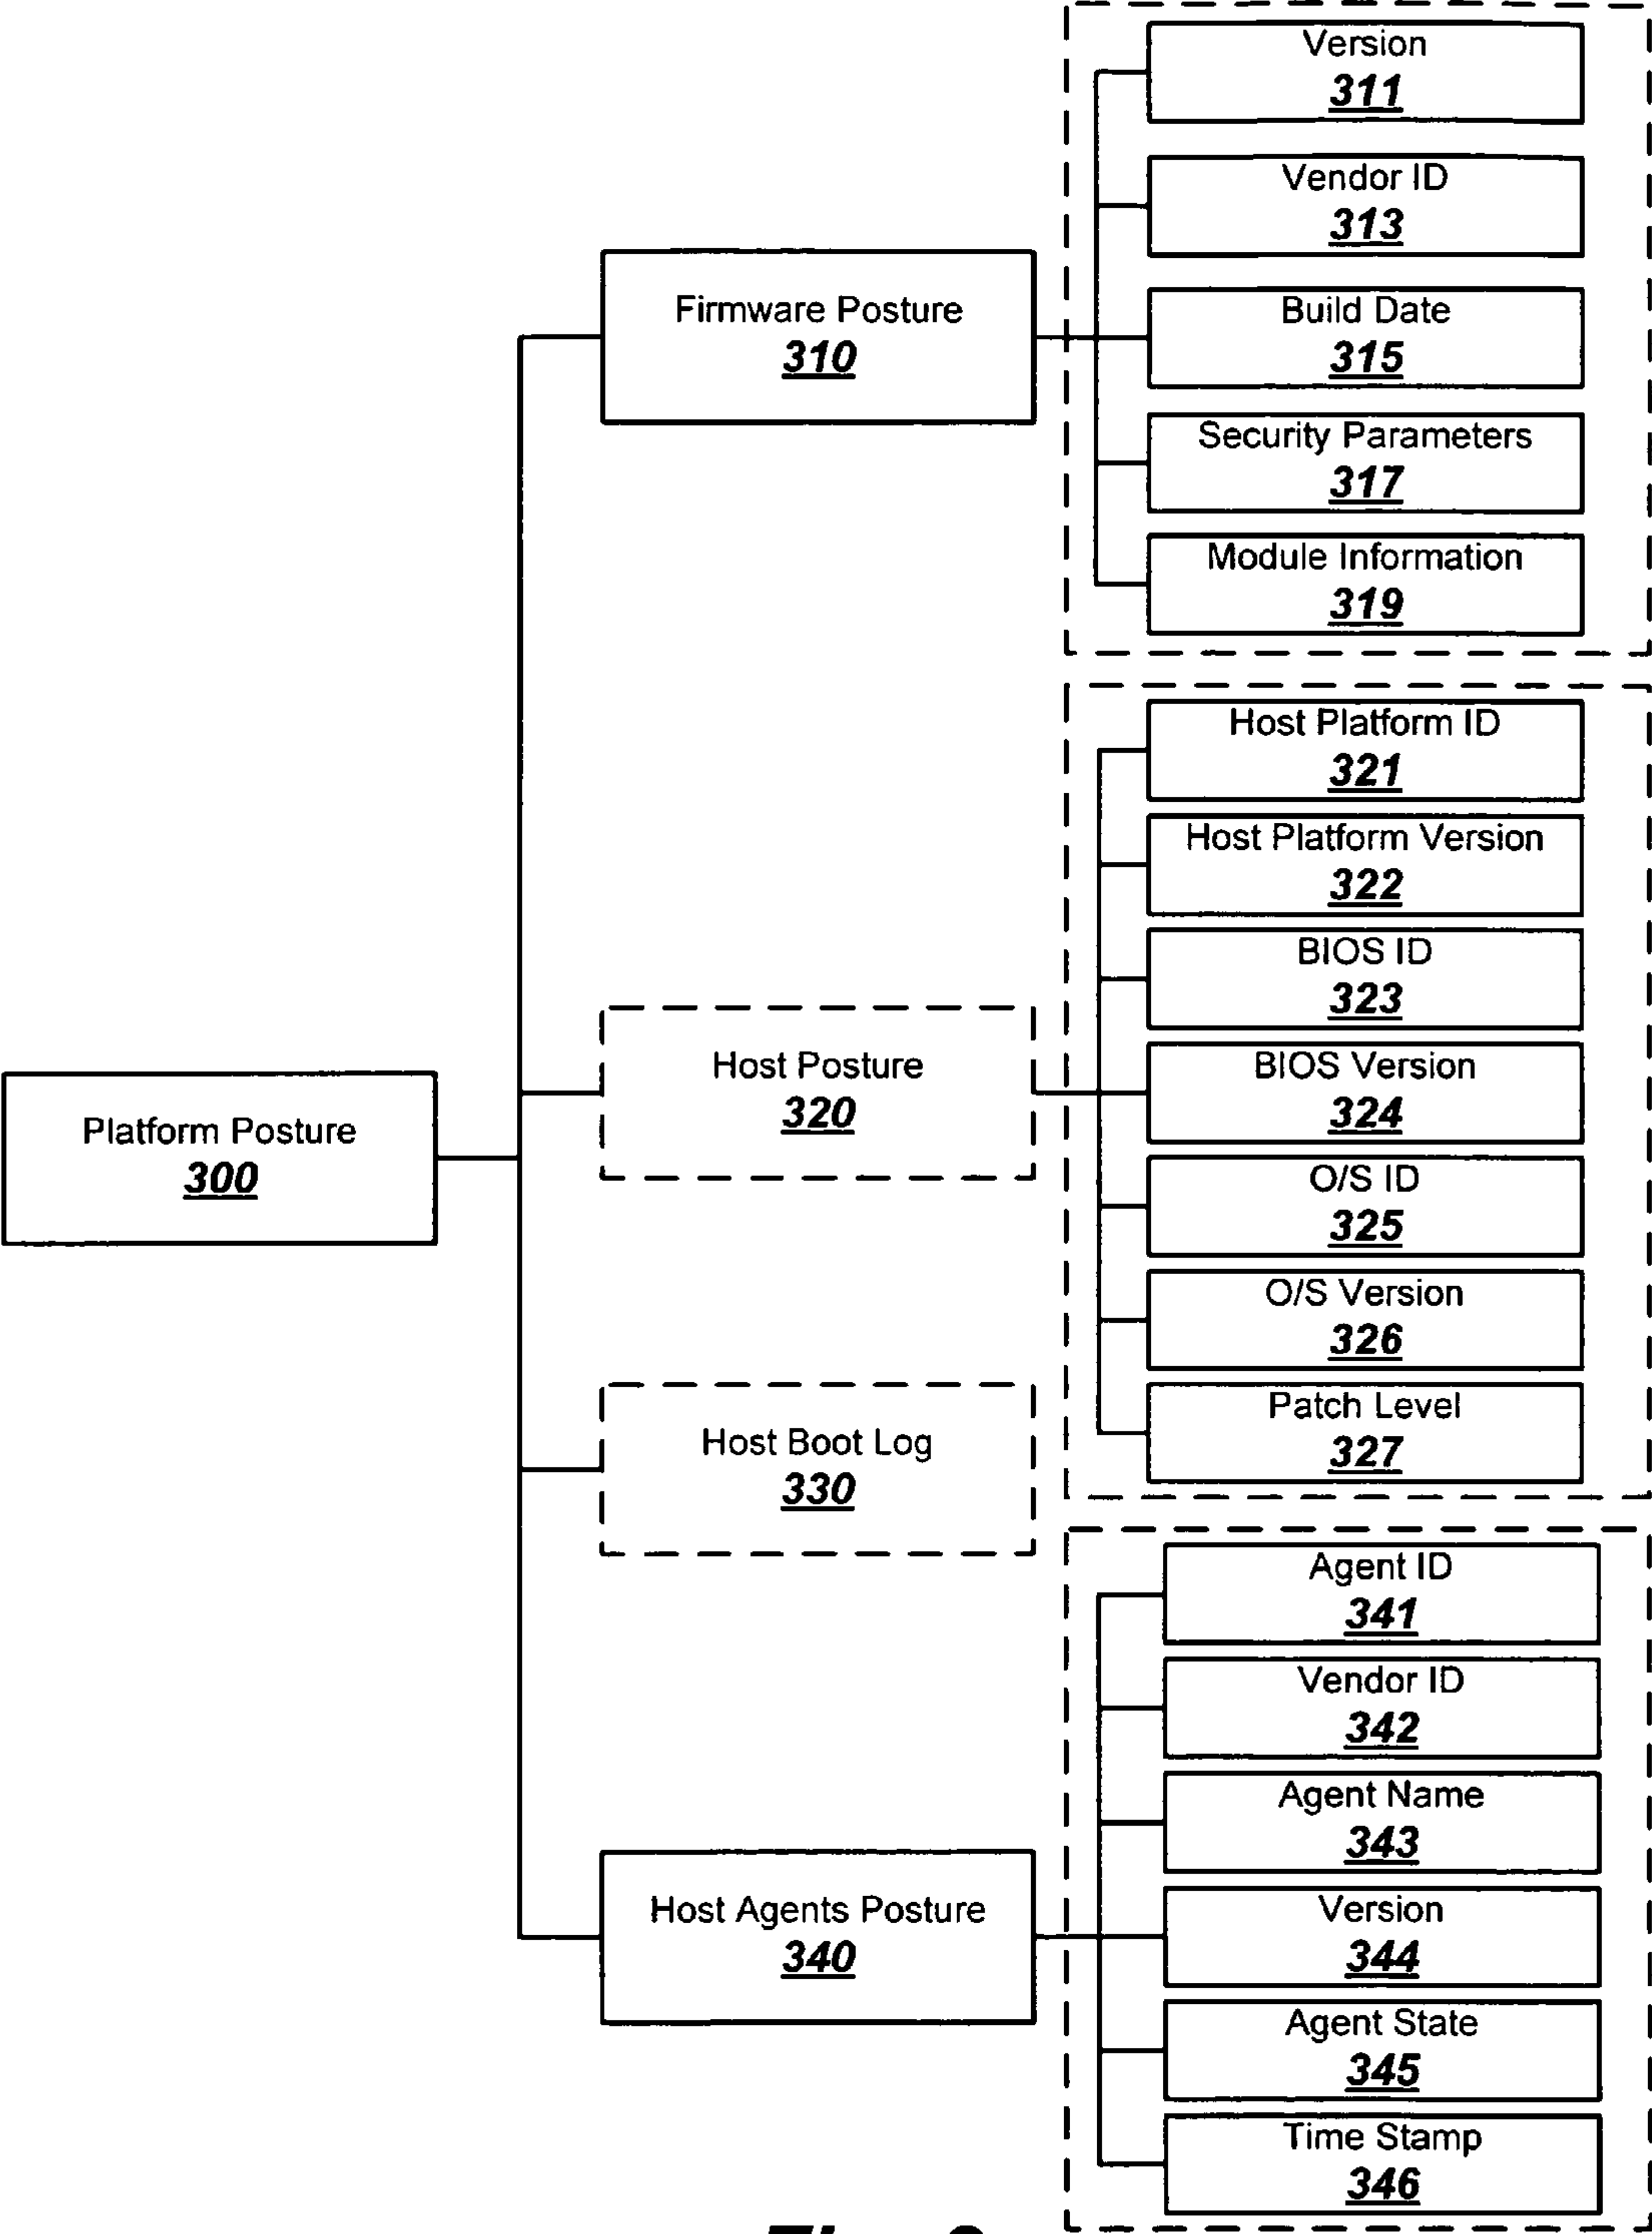 Version
311
Vendor ID
313
Build Date
315
Security Parameters
317
Module Information
319
Firmware Posture
310
Host Platform ID
321
Host Platform Version
322
BIOS ID
323
BIOS Version
324
O/S ID
325
O/S Version
326
Patch Level
327
Host Posture
320
Platform Posture
300
Host Boot Log
330
Agent ID
341
Vendor ID
342
Agent Name
343
Version
344
Agent State
345
Time Stamp
346
Host Agents Posture
340